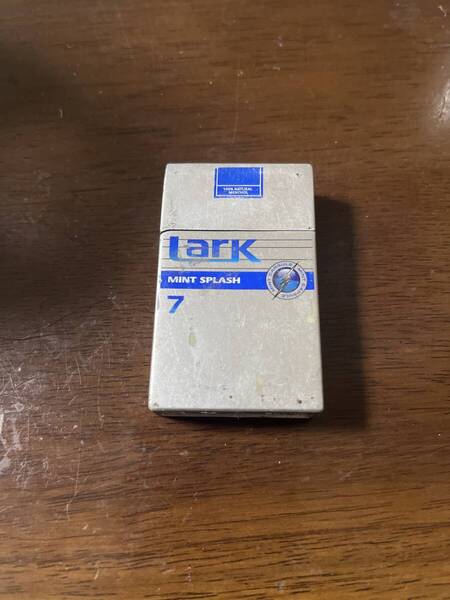 100% NATURAL
MENTHOL
Lark
MINT SPLASH
7